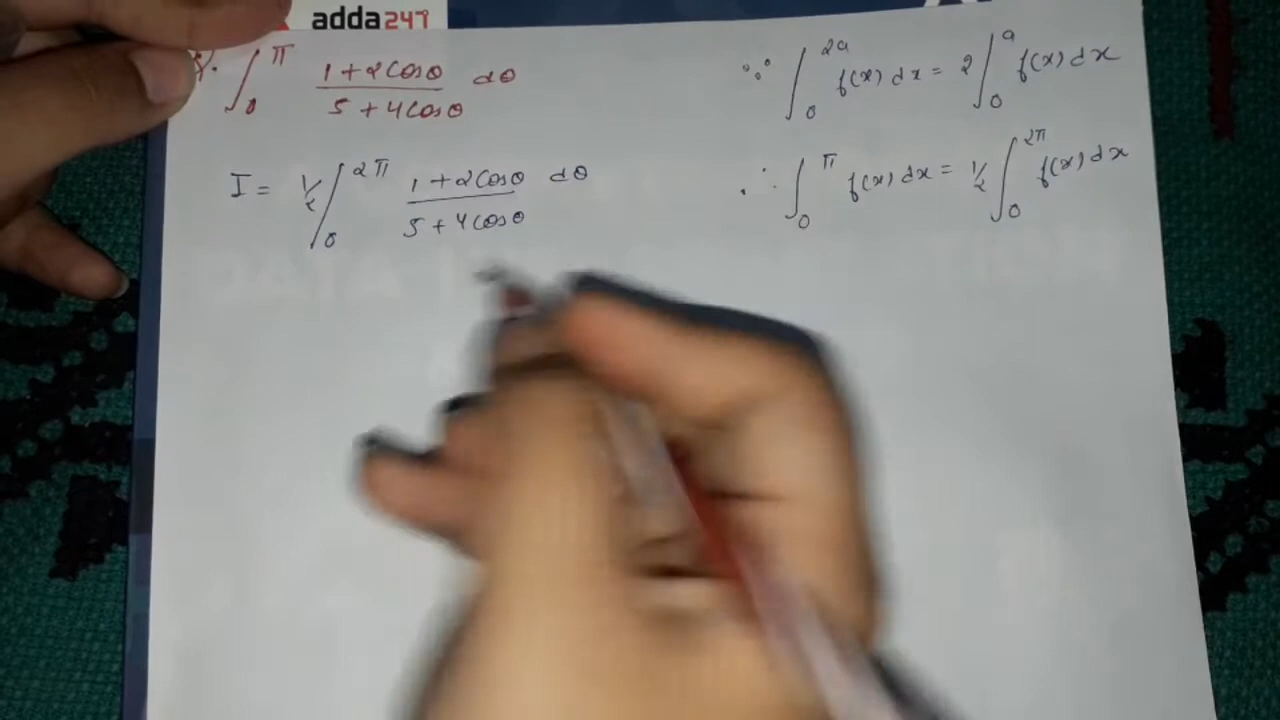 adda247
Q. ∫₀^π (1+2cosθ)/(5+4cosθ) dθ
∵ ∫₀^2a f(x) dx = 2∫₀^a f(x) dx
I = ½∫₀^2π (1+2cosθ)/(5+4cosθ) dθ
∴ ∫₀^π f(x) dx = ½∫₀^2π f(x) dx